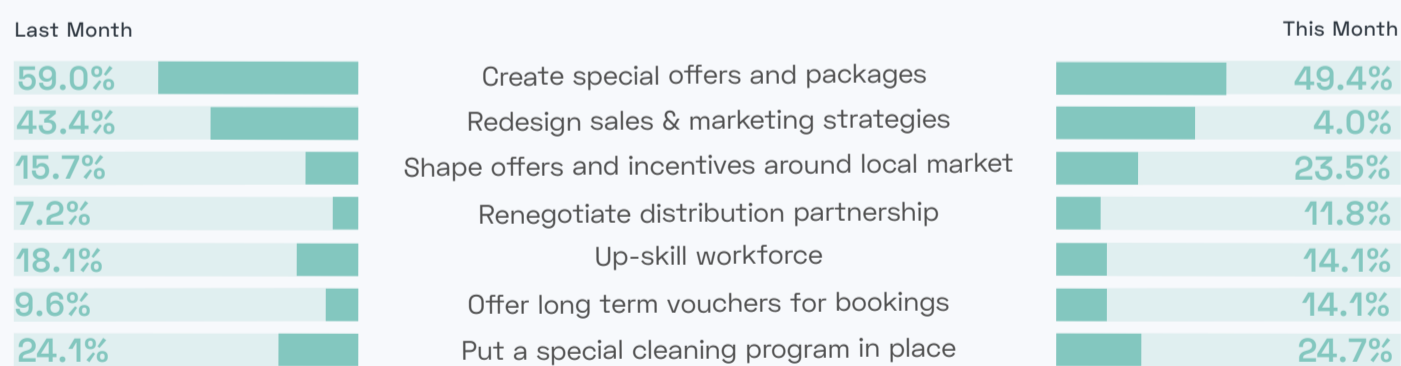 Last Month This Month
59.0% Create special offers and packages 49.4%
43.4% Redesign sales & marketing strategies 4.0%
15.7% Shape offers and incentives around local market 23.5%
7.2% Renegotiate distribution partnership 11.8%
18.1% Up-skill workforce 14.1%
9.6% Offer long term vouchers for bookings 14.1%
24.1% Put a special cleaning program in place 24.7%